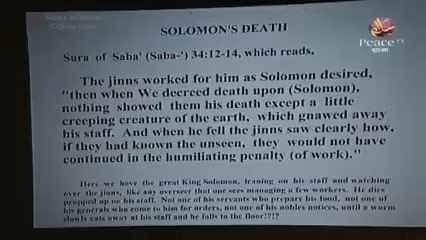 SOLOMON'S DEATH
Peace TV
Sura of Saba' (Saba-') 34:12-14, which reads,
The jinns worked for him as Solomon desired,
"then when We decreed death upon (Solomon),
nothing showed them his death except a little
creeping creature of the earth, which gnawed away
his staff. And when he fell the jinns saw clearly how,
if they had known the unseen, they would not have
continued in the humiliating penalty (of work)."
Here we have the great King Solomon, leaning on his staff and watching
over the jinns, like any overseer that one sees managing a few workers. He dies
propped up on his staff. Not one of his servants who prepare his food, not one of
his generals who come to him for orders, not one of his nobles notices, until a worm
slowly eats away at his staff and he falls to the floor!?!?